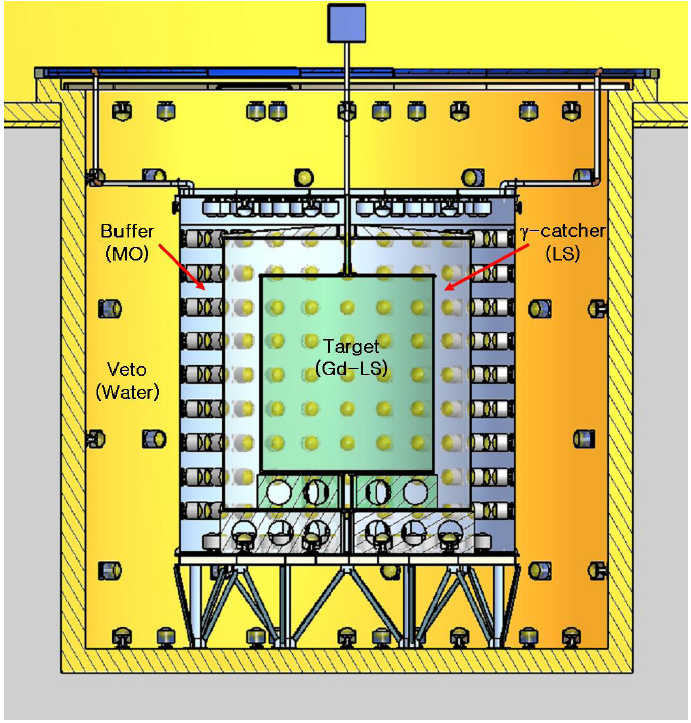 Buffer
(MO)
γ-catcher
(LS)
Target
(Gd-LS)
Veto
(Water)